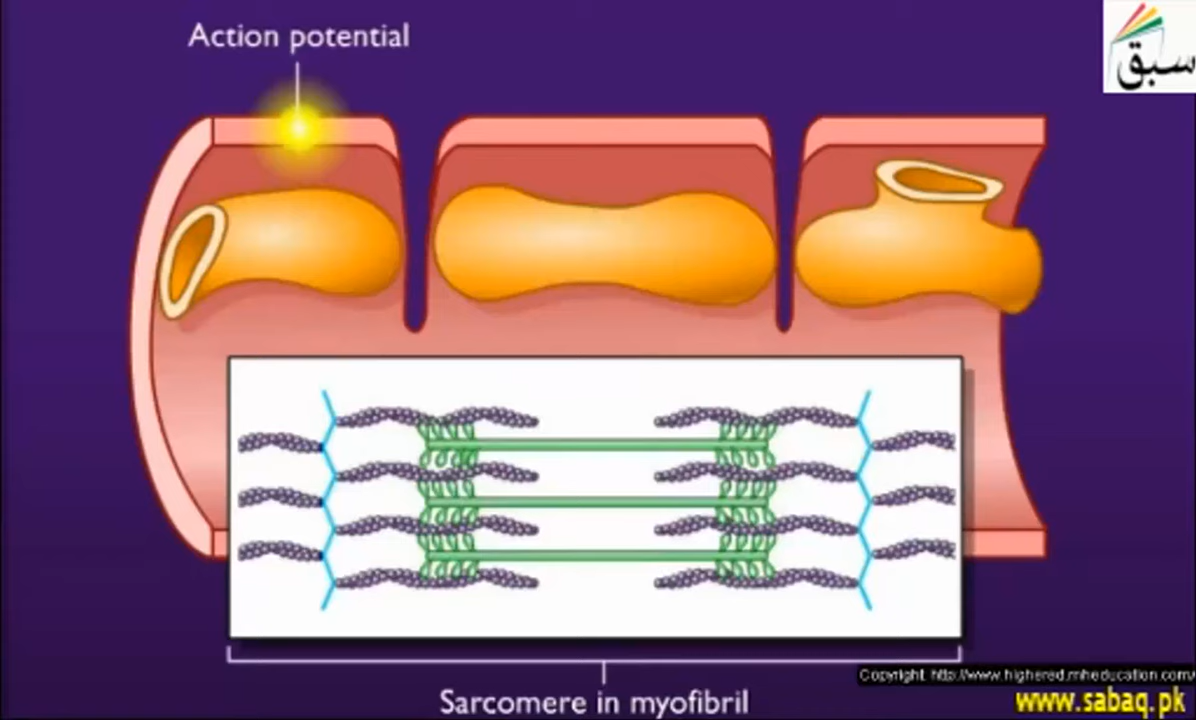 Action potential
سبق
Sarcomere in myofibril
Copyright: http://www.highered.mheducation.com/
www.sabaq.pk